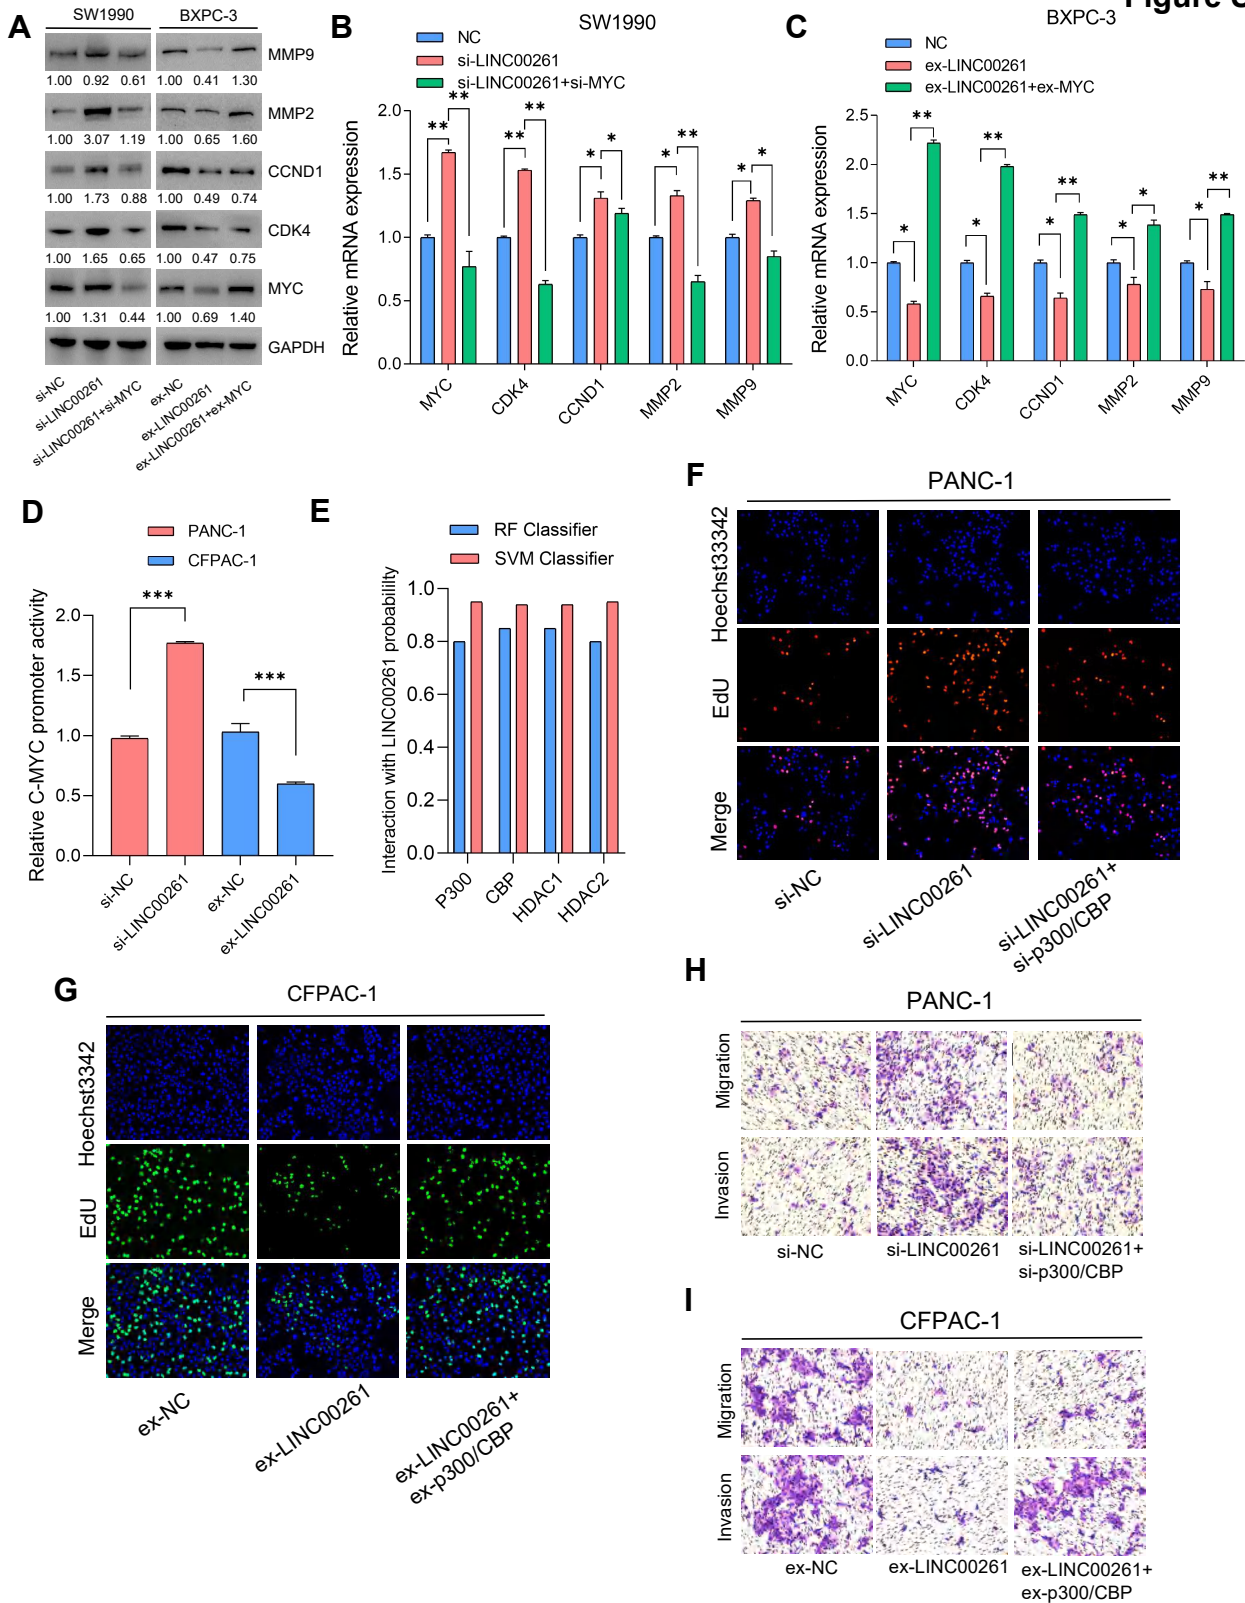 Figure
A
SW1990
BXPC-3
MMP9
1.00 0.92 0.61 1.00 0.41 1.30
MMP2
1.00 3.07 1.19 1.00 0.65 1.60
CCND1
1.00 1.73 0.88 1.00 0.49 0.74
CDK4
1.00 1.65 0.65 1.00 0.47 0.75
MYC
1.00 1.31 0.44 1.00 0.69 1.40
GAPDH
si-NC
si-LINC00261
si-LINC00261+si-MYC
ex-NC
ex-LINC00261
ex-LINC00261+ex-MYC
B
SW1990
NC
si-LINC00261
si-LINC00261+si-MYC
Relative mRNA expression
2.0
1.5
1.0
0.5
0.0
** ** ** ** * * * ** * *
MYC
CDK4
CCND1
MMP2
MMP9
C
BXPC-3
NC
ex-LINC00261
ex-LINC00261+ex-MYC
Relative mRNA expression
2.5
2.0
1.5
1.0
0.5
0.0
* ** * ** * ** * * * **
MYC
CDK4
CCND1
MMP2
MMP9
D
PANC-1
CFPAC-1
Relative C-MYC promoter activity
2.0
1.5
1.0
0.5
0.0
*** ***
si-NC
si-LINC00261
ex-NC
ex-LINC00261
E
RF Classifier
SVM Classifier
Interaction with LINC00261 probability
1.0
0.8
0.6
0.4
0.2
0.0
P300
CBP
HDAC1
HDAC2
F
PANC-1
Hoechst33342
EdU
Merge
si-NC
si-LINC00261
si-LINC00261+
si-p300/CBP
G
CFPAC-1
Hoechst3342
EdU
Merge
ex-NC
ex-LINC00261
ex-LINC00261+
ex-p300/CBP
H
PANC-1
Migration
Invasion
si-NC
si-LINC00261
si-LINC00261+
si-p300/CBP
I
CFPAC-1
Migration
Invasion
ex-NC
ex-LINC00261
ex-LINC00261+
ex-p300/CBP